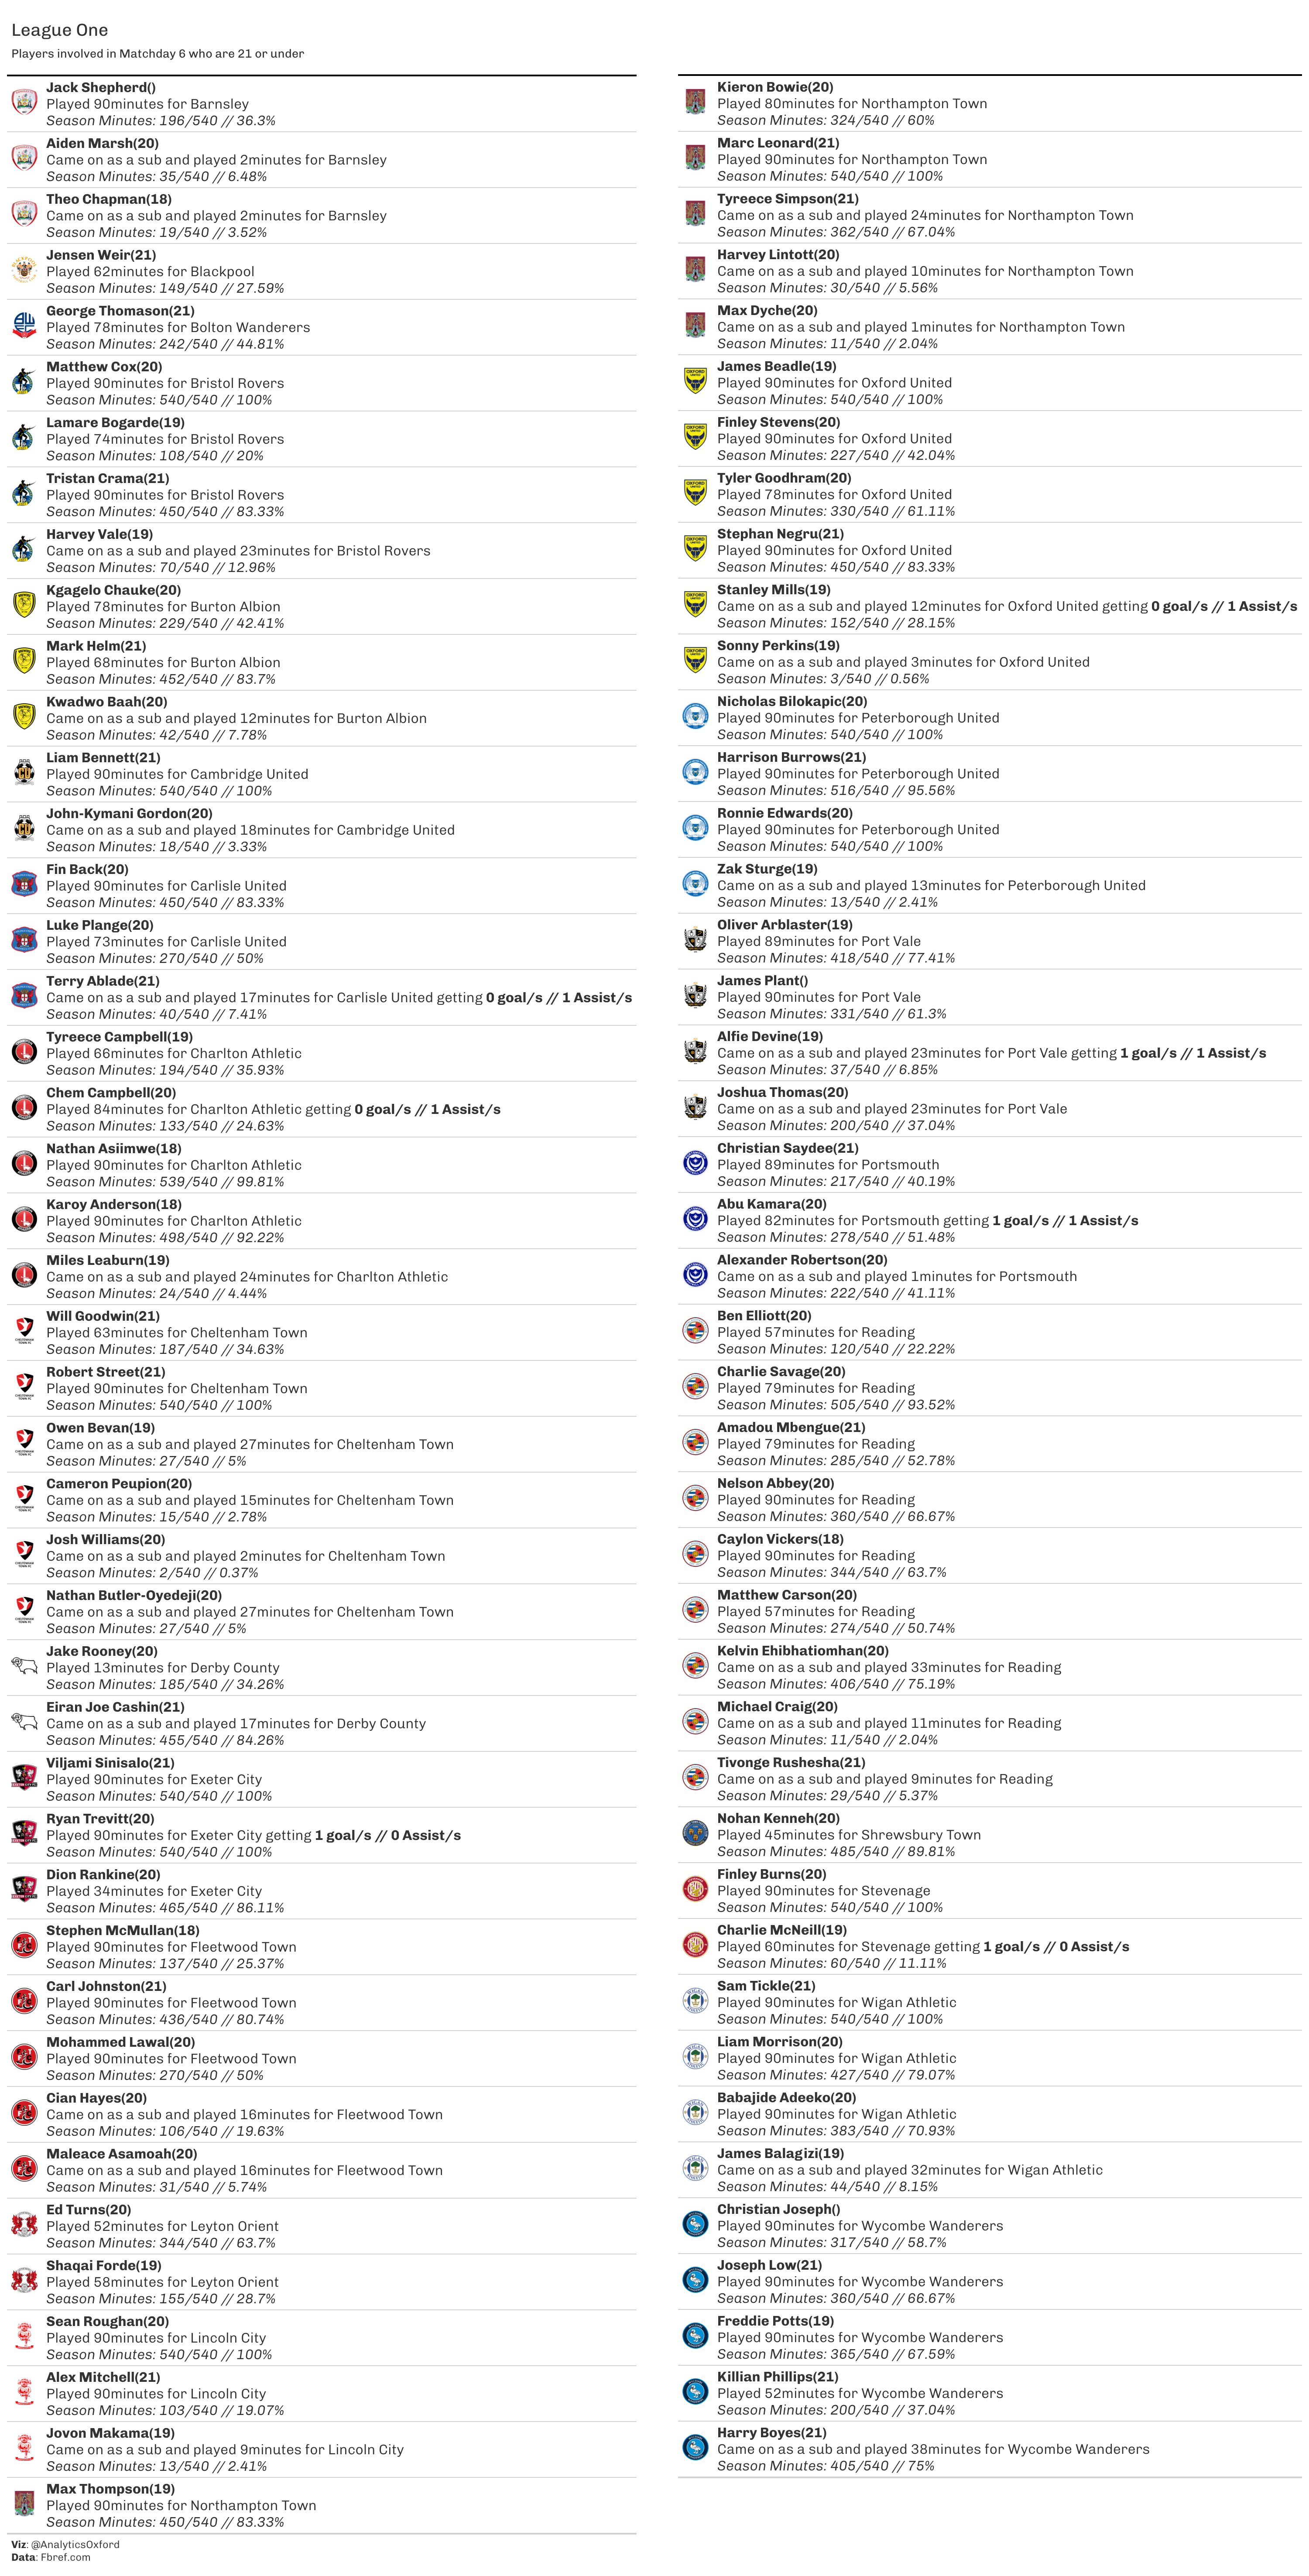 League One
Players involved in Matchday 6 who are 21 or under
Jack Shepherd()
Played 90minutes for Barnsley
Season Minutes: 196/540 // 36.3%
Aiden Marsh(20)
Came on as a sub and played 2minutes for Barnsley
Season Minutes: 35/540 // 6.48%
Theo Chapman(18)
Came on as a sub and played 2minutes for Barnsley
Season Minutes: 19/540 // 3.52%
Jensen Weir(21)
Played 62minutes for Blackpool
Season Minutes: 149/540 // 27.59%
George Thomason(21)
Played 78minutes for Bolton Wanderers
Season Minutes: 242/540 // 44.81%
Matthew Cox(20)
Played 90minutes for Bristol Rovers
Season Minutes: 540/540 // 100%
Lamare Bogarde(19)
Played 74minutes for Bristol Rovers
Season Minutes: 108/540 // 20%
Tristan Crama(21)
Played 90minutes for Bristol Rovers
Season Minutes: 450/540 // 83.33%
Harvey Vale(19)
Came on as a sub and played 23minutes for Bristol Rovers
Season Minutes: 70/540 // 12.96%
Kgagelo Chauke(20)
Played 78minutes for Burton Albion
Season Minutes: 229/540 // 42.41%
Mark Helm(21)
Played 68minutes for Burton Albion
Season Minutes: 452/540 // 83.7%
Kwadwo Baah(20)
Came on as a sub and played 12minutes for Burton Albion
Season Minutes: 42/540 // 7.78%
Liam Bennett(21)
Played 90minutes for Cambridge United
Season Minutes: 540/540 // 100%
John-Kymani Gordon(20)
Came on as a sub and played 18minutes for Cambridge United
Season Minutes: 18/540 // 3.33%
Fin Back(20)
Played 90minutes for Carlisle United
Season Minutes: 450/540 // 83.33%
Luke Plange(20)
Played 73minutes for Carlisle United
Season Minutes: 270/540 // 50%
Terry Ablade(21)
Came on as a sub and played 17minutes for Carlisle United getting 0 goal/s // 1 Assist/s
Season Minutes: 40/540 // 7.41%
Tyreece Campbell(19)
Played 66minutes for Charlton Athletic
Season Minutes: 194/540 // 35.93%
Chem Campbell(20)
Played 84minutes for Charlton Athletic getting 0 goal/s // 1 Assist/s
Season Minutes: 133/540 // 24.63%
Nathan Asiimwe(18)
Played 90minutes for Charlton Athletic
Season Minutes: 539/540 // 99.81%
Karoy Anderson(18)
Played 90minutes for Charlton Athletic
Season Minutes: 498/540 // 92.22%
Miles Leaburn(19)
Came on as a sub and played 24minutes for Charlton Athletic
Season Minutes: 24/540 // 4.44%
Will Goodwin(21)
Played 63minutes for Cheltenham Town
Season Minutes: 187/540 // 34.63%
Robert Street(21)
Played 90minutes for Cheltenham Town
Season Minutes: 540/540 // 100%
Owen Bevan(19)
Came on as a sub and played 27minutes for Cheltenham Town
Season Minutes: 27/540 // 5%
Cameron Peupion(20)
Came on as a sub and played 15minutes for Cheltenham Town
Season Minutes: 15/540 // 2.78%
Josh Williams(20)
Came on as a sub and played 2minutes for Cheltenham Town
Season Minutes: 2/540 // 0.37%
Nathan Butler-Oyedeji(20)
Came on as a sub and played 27minutes for Cheltenham Town
Season Minutes: 27/540 // 5%
Jake Rooney(20)
Played 13minutes for Derby County
Season Minutes: 185/540 // 34.26%
Eiran Joe Cashin(21)
Came on as a sub and played 17minutes for Derby County
Season Minutes: 455/540 // 84.26%
Viljami Sinisalo(21)
Played 90minutes for Exeter City
Season Minutes: 540/540 // 100%
Ryan Trevitt(20)
Played 90minutes for Exeter City getting 1 goal/s // 0 Assist/s
Season Minutes: 540/540 // 100%
Dion Rankine(20)
Played 34minutes for Exeter City
Season Minutes: 465/540 // 86.11%
Stephen McMullan(18)
Played 90minutes for Fleetwood Town
Season Minutes: 137/540 // 25.37%
Carl Johnston(21)
Played 90minutes for Fleetwood Town
Season Minutes: 436/540 // 80.74%
Mohammed Lawal(20)
Played 90minutes for Fleetwood Town
Season Minutes: 270/540 // 50%
Cian Hayes(20)
Came on as a sub and played 16minutes for Fleetwood Town
Season Minutes: 106/540 // 19.63%
Maleace Asamoah(20)
Came on as a sub and played 16minutes for Fleetwood Town
Season Minutes: 31/540 // 5.74%
Ed Turns(20)
Played 52minutes for Leyton Orient
Season Minutes: 344/540 // 63.7%
Shaqai Forde(19)
Played 58minutes for Leyton Orient
Season Minutes: 155/540 // 28.7%
Sean Roughan(20)
Played 90minutes for Lincoln City
Season Minutes: 540/540 // 100%
Alex Mitchell(21)
Played 90minutes for Lincoln City
Season Minutes: 103/540 // 19.07%
Jovon Makama(19)
Came on as a sub and played 9minutes for Lincoln City
Season Minutes: 13/540 // 2.41%
Max Thompson(19)
Played 90minutes for Northampton Town
Season Minutes: 450/540 // 83.33%
Kieron Bowie(20)
Played 80minutes for Northampton Town
Season Minutes: 324/540 // 60%
Marc Leonard(21)
Played 90minutes for Northampton Town
Season Minutes: 540/540 // 100%
Tyreece Simpson(21)
Came on as a sub and played 24minutes for Northampton Town
Season Minutes: 362/540 // 67.04%
Harvey Lintott(20)
Came on as a sub and played 10minutes for Northampton Town
Season Minutes: 30/540 // 5.56%
Max Dyche(20)
Came on as a sub and played 1minutes for Northampton Town
Season Minutes: 11/540 // 2.04%
James Beadle(19)
Played 90minutes for Oxford United
Season Minutes: 540/540 // 100%
Finley Stevens(20)
Played 90minutes for Oxford United
Season Minutes: 227/540 // 42.04%
Tyler Goodhram(20)
Played 78minutes for Oxford United
Season Minutes: 330/540 // 61.11%
Stephan Negru(21)
Played 90minutes for Oxford United
Season Minutes: 450/540 // 83.33%
Stanley Mills(19)
Came on as a sub and played 12minutes for Oxford United getting 0 goal/s // 1 Assist/s
Season Minutes: 152/540 // 28.15%
Sonny Perkins(19)
Came on as a sub and played 3minutes for Oxford United
Season Minutes: 3/540 // 0.56%
Nicholas Bilokapic(20)
Played 90minutes for Peterborough United
Season Minutes: 540/540 // 100%
Harrison Burrows(21)
Played 90minutes for Peterborough United
Season Minutes: 516/540 // 95.56%
Ronnie Edwards(20)
Played 90minutes for Peterborough United
Season Minutes: 540/540 // 100%
Zak Sturge(19)
Came on as a sub and played 13minutes for Peterborough United
Season Minutes: 13/540 // 2.41%
Oliver Arblaster(19)
Played 89minutes for Port Vale
Season Minutes: 418/540 // 77.41%
James Plant()
Played 90minutes for Port Vale
Season Minutes: 331/540 // 61.3%
Alfie Devine(19)
Came on as a sub and played 23minutes for Port Vale getting 1 goal/s // 1 Assist/s
Season Minutes: 37/540 // 6.85%
Joshua Thomas(20)
Came on as a sub and played 23minutes for Port Vale
Season Minutes: 200/540 // 37.04%
Christian Saydee(21)
Played 89minutes for Portsmouth
Season Minutes: 217/540 // 40.19%
Abu Kamara(20)
Played 82minutes for Portsmouth getting 1 goal/s // 1 Assist/s
Season Minutes: 278/540 // 51.48%
Alexander Robertson(20)
Came on as a sub and played 1minutes for Portsmouth
Season Minutes: 222/540 // 41.11%
Ben Elliott(20)
Played 57minutes for Reading
Season Minutes: 120/540 // 22.22%
Charlie Savage(20)
Played 79minutes for Reading
Season Minutes: 505/540 // 93.52%
Amadou Mbengue(21)
Played 79minutes for Reading
Season Minutes: 285/540 // 52.78%
Nelson Abbey(20)
Played 90minutes for Reading
Season Minutes: 360/540 // 66.67%
Caylon Vickers(18)
Played 90minutes for Reading
Season Minutes: 344/540 // 63.7%
Matthew Carson(20)
Played 57minutes for Reading
Season Minutes: 274/540 // 50.74%
Kelvin Ehibhatiomhan(20)
Came on as a sub and played 33minutes for Reading
Season Minutes: 406/540 // 75.19%
Michael Craig(20)
Came on as a sub and played 11minutes for Reading
Season Minutes: 11/540 // 2.04%
Tivonge Rushesha(21)
Came on as a sub and played 9minutes for Reading
Season Minutes: 29/540 // 5.37%
Nohan Kenneh(20)
Played 45minutes for Shrewsbury Town
Season Minutes: 485/540 // 89.81%
Finley Burns(20)
Played 90minutes for Stevenage
Season Minutes: 540/540 // 100%
Charlie McNeill(19)
Played 60minutes for Stevenage getting 1 goal/s // 0 Assist/s
Season Minutes: 60/540 // 11.11%
Sam Tickle(21)
Played 90minutes for Wigan Athletic
Season Minutes: 540/540 // 100%
Liam Morrison(20)
Played 90minutes for Wigan Athletic
Season Minutes: 427/540 // 79.07%
Babajide Adeeko(20)
Played 90minutes for Wigan Athletic
Season Minutes: 383/540 // 70.93%
James Balagizi(19)
Came on as a sub and played 32minutes for Wigan Athletic
Season Minutes: 44/540 // 8.15%
Christian Joseph()
Played 90minutes for Wycombe Wanderers
Season Minutes: 317/540 // 58.7%
Joseph Low(21)
Played 90minutes for Wycombe Wanderers
Season Minutes: 360/540 // 66.67%
Freddie Potts(19)
Played 90minutes for Wycombe Wanderers
Season Minutes: 365/540 // 67.59%
Killian Phillips(21)
Played 52minutes for Wycombe Wanderers
Season Minutes: 200/540 // 37.04%
Harry Boyes(21)
Came on as a sub and played 38minutes for Wycombe Wanderers
Season Minutes: 405/540 // 75%
Viz: @AnalyticsOxford
Data: Fbref.com